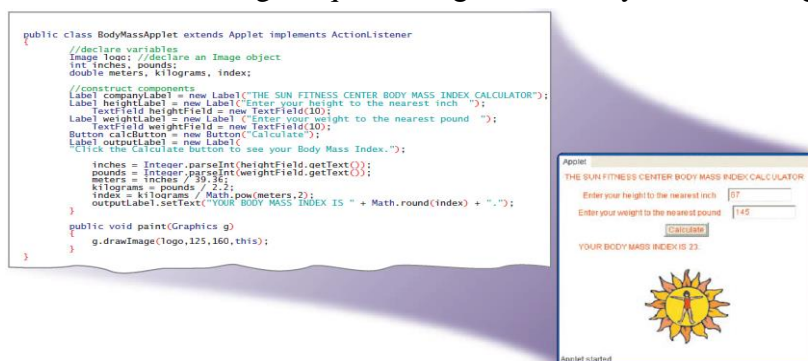 public class BodyMassApplet extends Applet implements ActionListener
{
//declare variables
Image logo; //declare an Image object
int inches, pounds;
double meters, kilograms, index;
//construct components
Label companyLabel = new Label("THE SUN FITNESS CENTER BODY MASS INDEX CALCULATOR");
Label heightLabel = new Label("Enter your height to the nearest inch ");
TextField heightField = new TextField(10);
Label weightLabel = new Label ("Enter your weight to the nearest pound ");
TextField weightField = new TextField(10);
Button calcButton = new Button("Calculate");
Label outputLabel = new Label(
"Click the Calculate button to see your Body Mass Index.");
inches = Integer.parseInt(heightField.getText());
pounds = Integer.parseInt(weightField.getText());
meters = inches / 39.36;
kilograms = pounds / 2.2;
index = kilograms / Math.pow(meters,2);
outputLabel.setText("YOUR BODY MASS INDEX IS " + Math.round(index) + ".");
}
public void paint(Graphics g)
{
g.drawImage(logo,125,160,this);
}
}
Applet
THE SUN FITNESS CENTER BODY MASS INDEX CALCULATOR
Enter your height to the nearest inch 67
Enter your weight to the nearest pound 145
Calculate
YOUR BODY MASS INDEX IS 23.
Applet started.